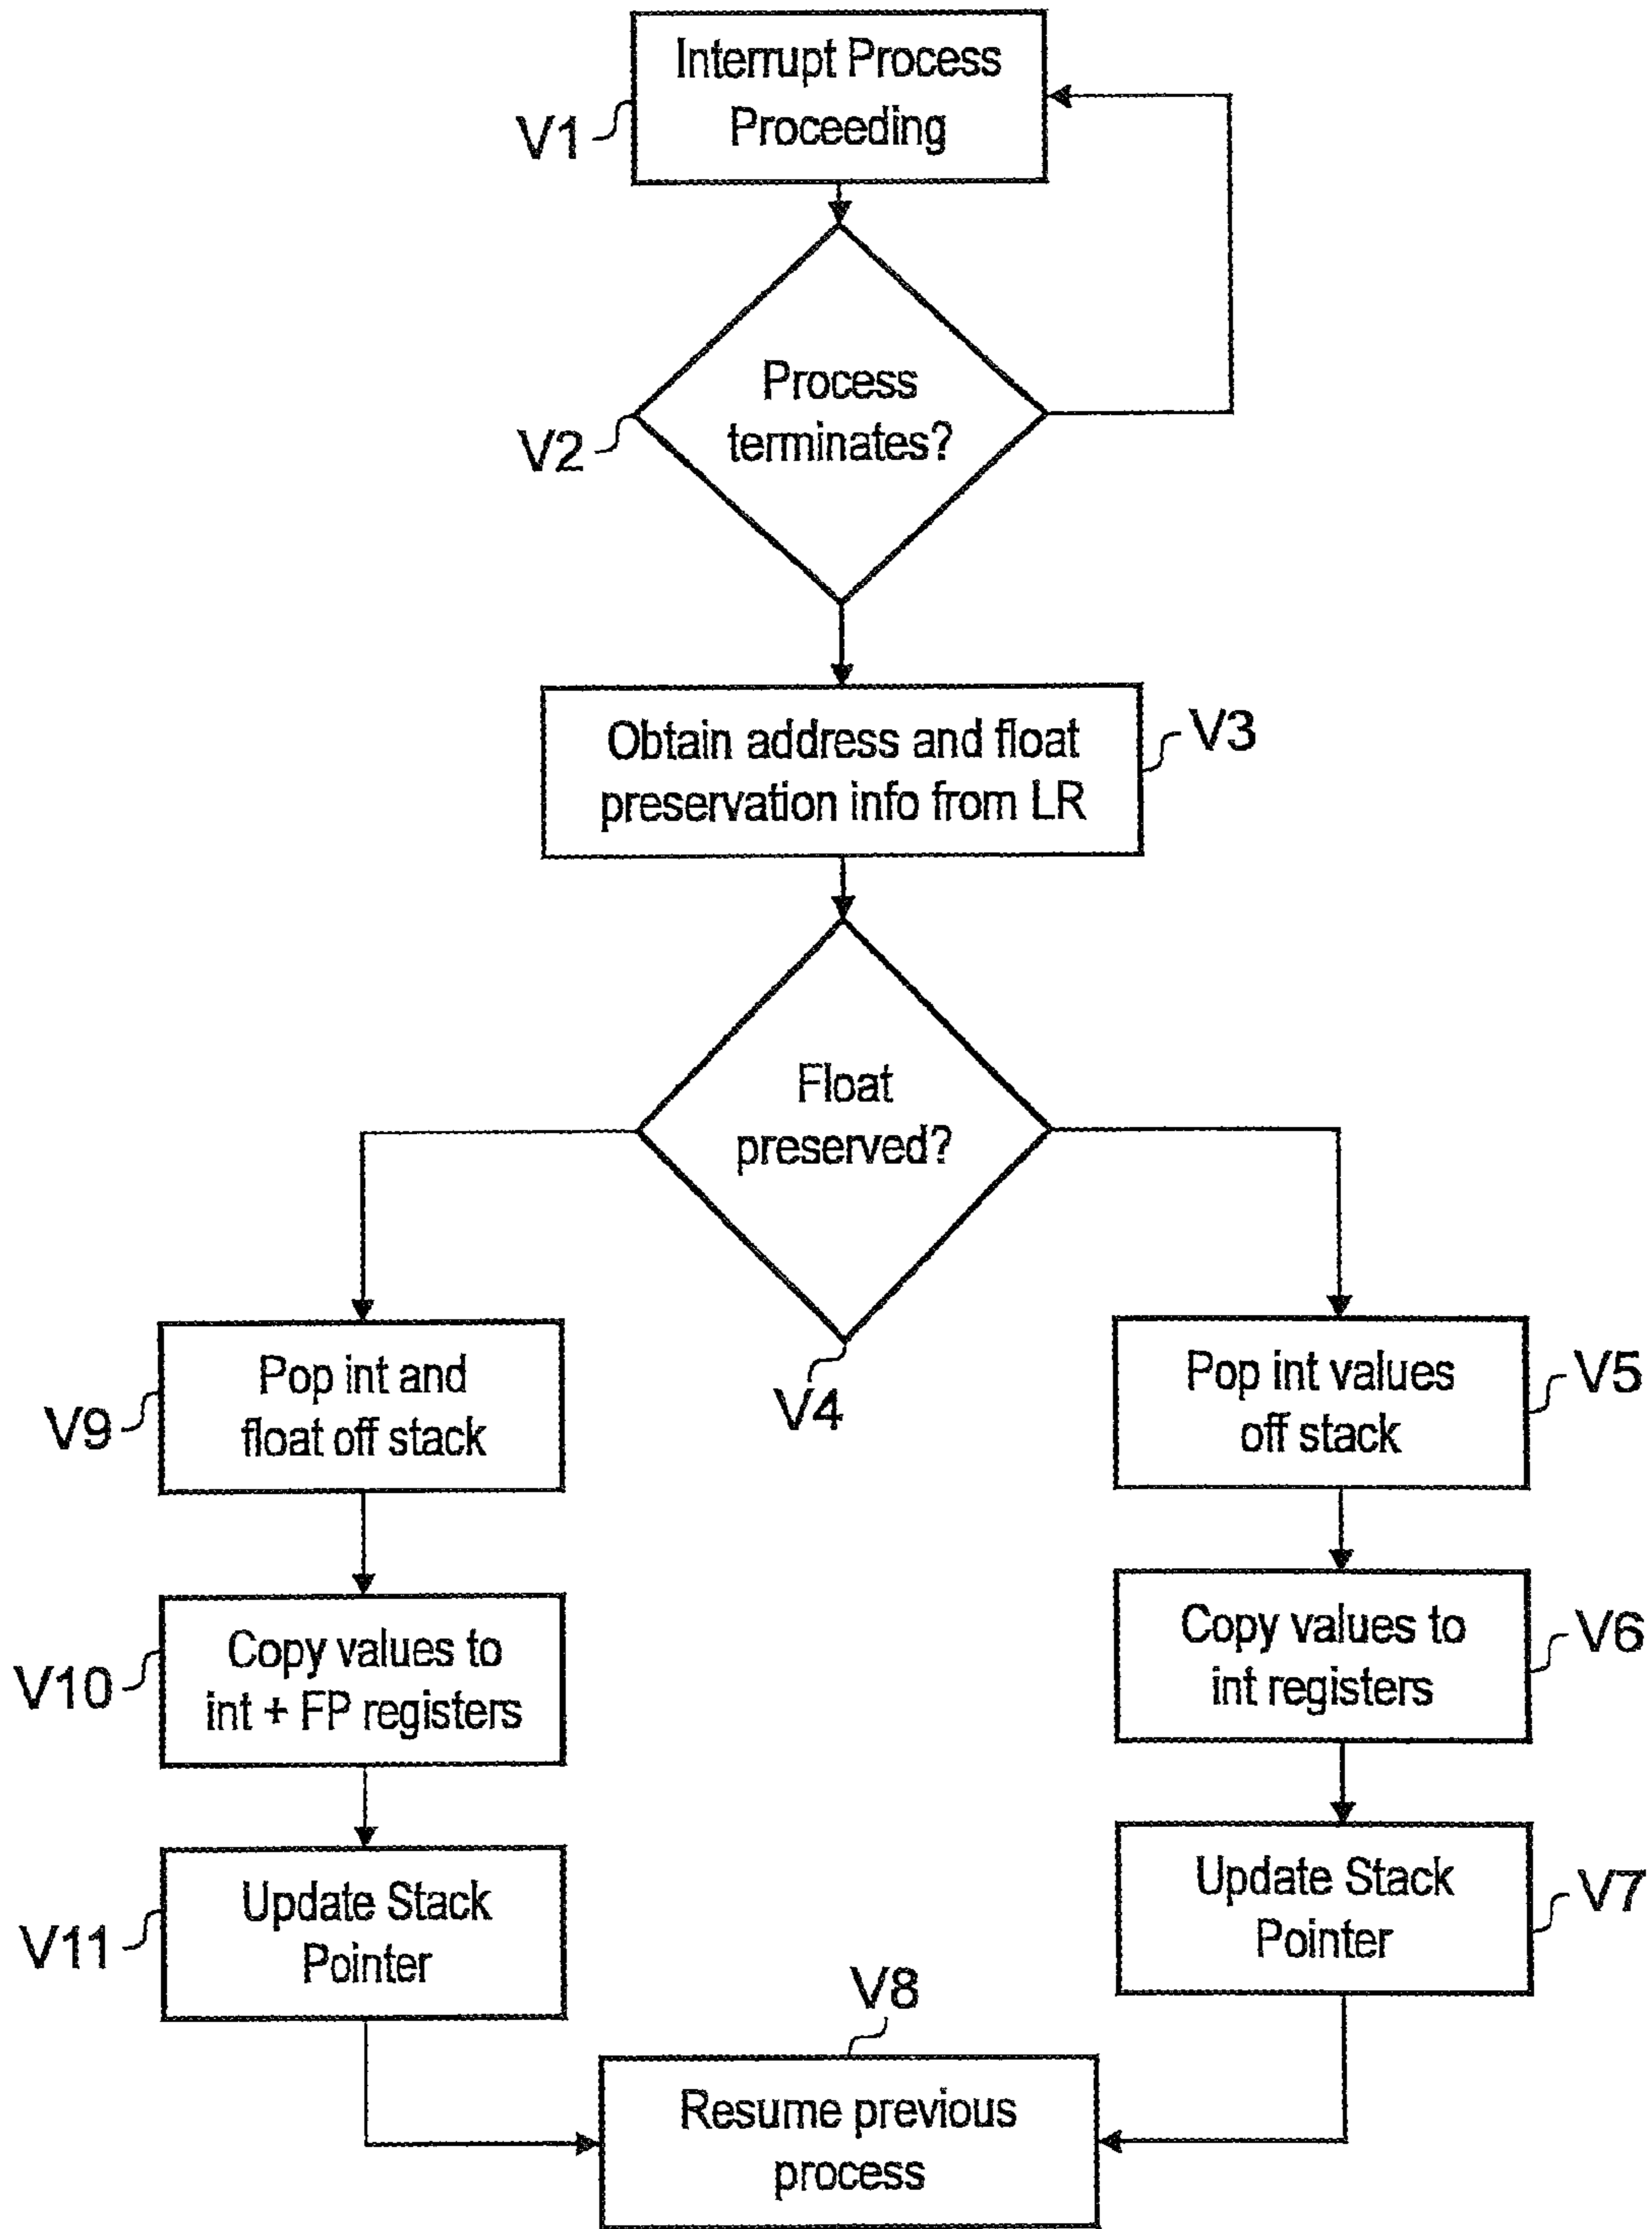 Interrupt Process
Proceeding
V1
Process
terminates?
V2
Obtain address and float
preservation info from LR
V3
Float
preserved?
V4
Pop int and
float off stack
V9
Pop int values
off stack
V5
Copy values to
int + FP registers
V10
Copy values to
int registers
V6
Update Stack
Pointer
V11
Update Stack
Pointer
V7
V8
Resume previous
process